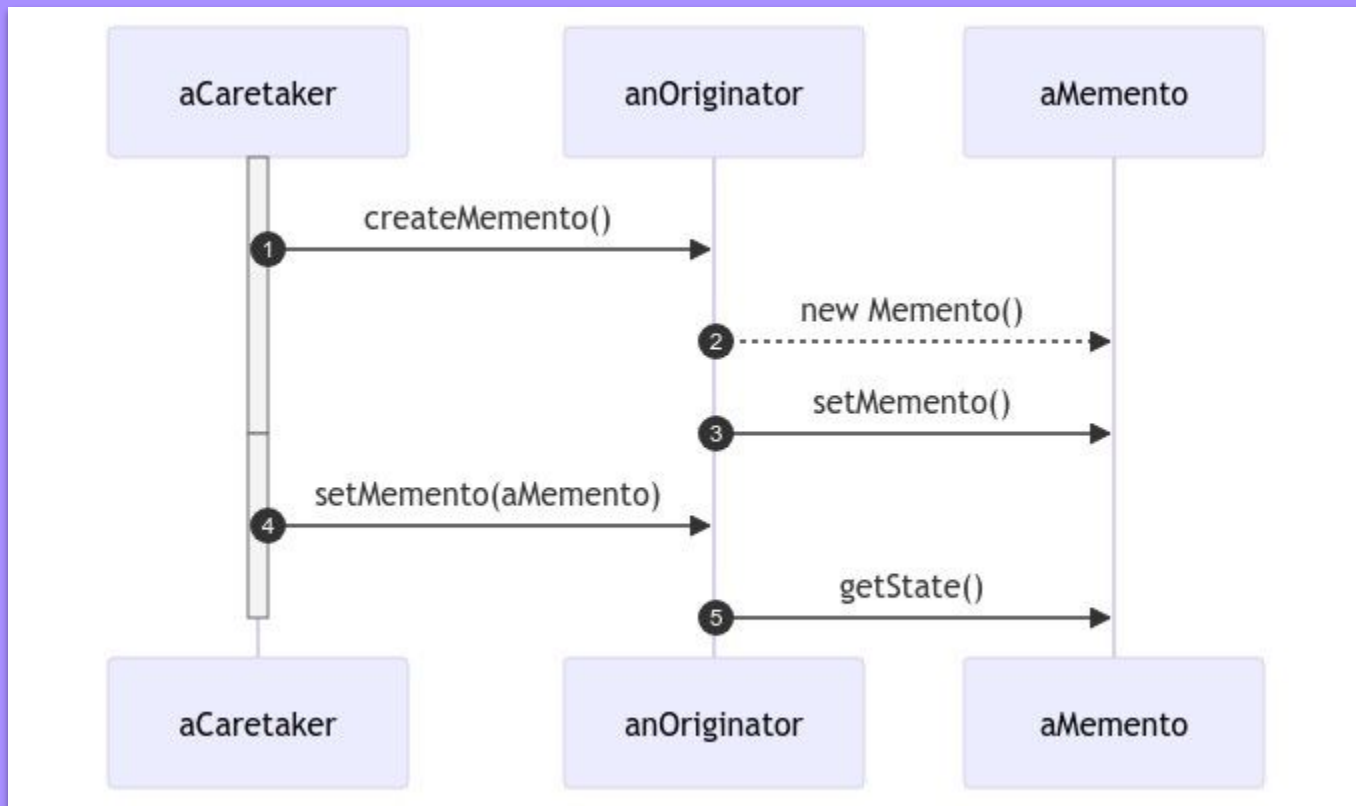 aCaretaker
anOriginator
aMemento
createMemento()
1
new Memento()
2
setMemento()
3
setMemento(aMemento)
4
getState()
5
aCaretaker
anOriginator
aMemento